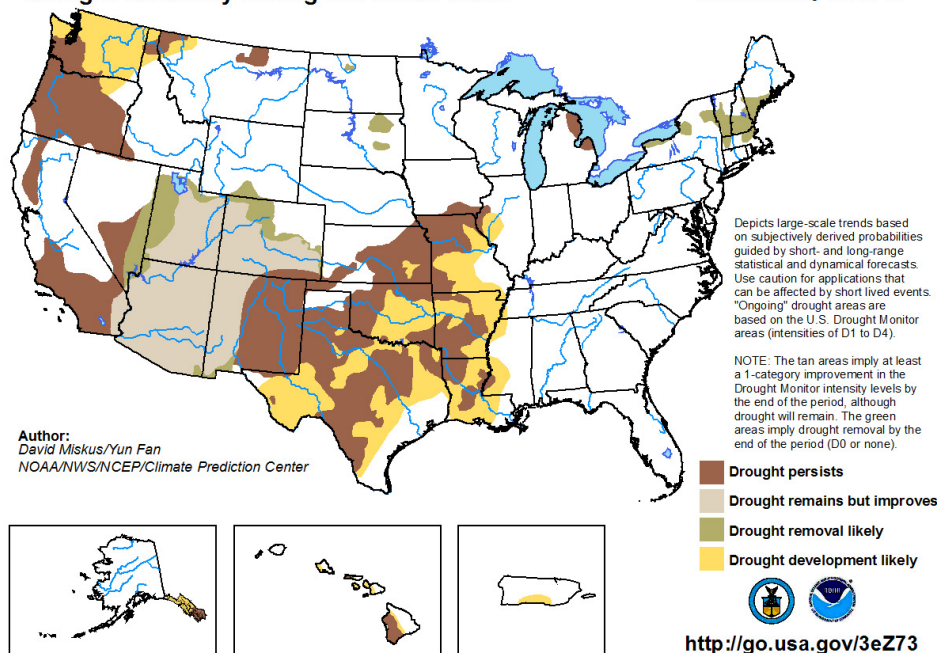 Depicts large-scale trends based
on subjectively derived probabilities
guided by short- and long-range
statistical and dynamical forecasts.
Use caution for applications that
can be affected by short lived events.
"Ongoing" drought areas are
based on the U.S. Drought Monitor
areas (intensities of D1 to D4).
NOTE: The tan areas imply at least
a 1-category improvement in the
Drought Monitor intensity levels by
the end of the period, although
drought will remain. The green
areas imply drought removal by the
end of the period (D0 or none).
Author:
David Miskus/Yun Fan
NOAA/NWS/NCEP/Climate Prediction Center
Drought persists
Drought remains but improves
Drought removal likely
Drought development likely
http://go.usa.gov/3eZ73